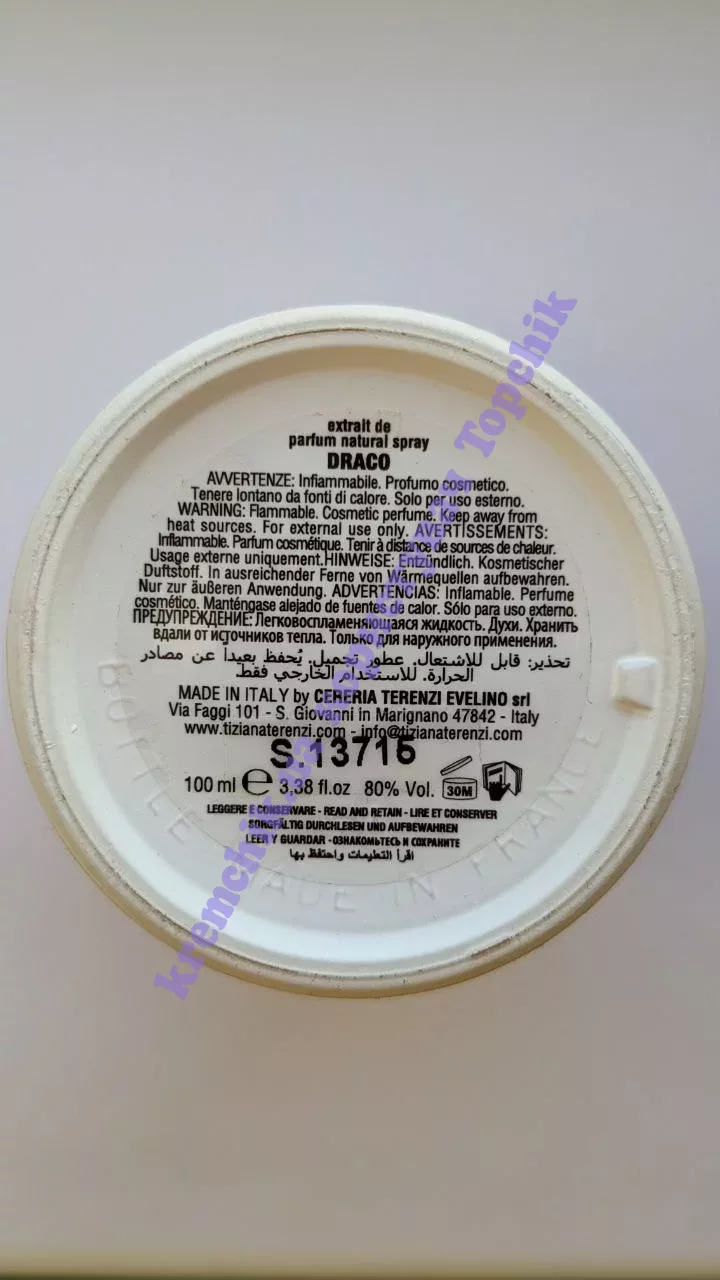 extrait de
parfum natural spray
DRACO
AVVERTENZE: Infiammabile. Profumo cosmetico.
Tenere lontano da fonti di calore. Solo per uso esterno.
WARNING: Flammable. Cosmetic perfume. Keep away from
heat sources. For external use only. AVERTISSEMENTS:
Inflammable. Parfum cosmétique. Tenir à distance de sources de chaleur.
Usage externe uniquement.HINWEISE: Entzündlich. Kosmetischer
Duftstoff. In ausreichender Ferne von Wärmequellen aufbewahren.
Nur zur äußeren Anwendung. ADVERTENCIAS: Inflamable. Perfume
cosmético. Manténgase alejado de fuentes de calor. Sólo para uso externo.
ПРЕДУПРЕЖДЕНИЕ: Легковоспламеняющаяся жидкость. Духи. Хранить
вдали от источников тепла. Только для наружного применения.
تحذير: قابل للاشتعال. عطور تجميل. يُحفظ بعيداً عن مصادر
الحرارة. للاستخدام الخارجي فقط.
MADE IN ITALY by CERERIA TERENZI EVELINO srl
Via Faggi 101 - S. Giovanni in Marignano 47842 - Italy
www.tizianaterenzi.com - info@tizianaterenzi.com
S.13715
100 ml e 3,38 fl.oz 80% Vol. 30M
LEGGERE E CONSERVARE - READ AND RETAIN - LIRE ET CONSERVER
SORGFÄLTIG DURCHLESEN UND AUFBEWAHREN
LEER Y GUARDAR - ОЗНАКОМЬТЕСЬ И СОХРАНИТЕ
اقرأ التعليمات واحتفظ بها
BOTTLE MADE IN FRANCE
kremchik Topchik